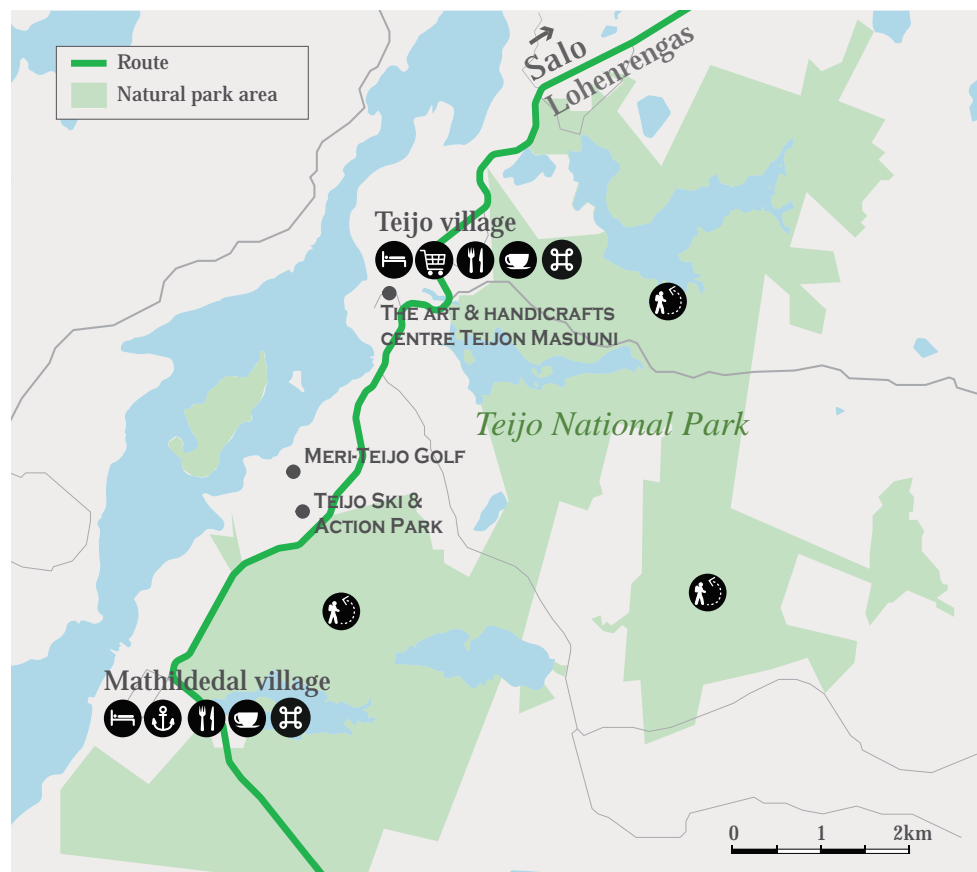 Route
Natural park area
Salo
Lohenrengas
Teijo village
The art & handicrafts
centre Teijon Masuuni
Teijo National Park
Meri-Teijo Golf
Teijo Ski &
Action Park
Mathildedal village
0 1 2km